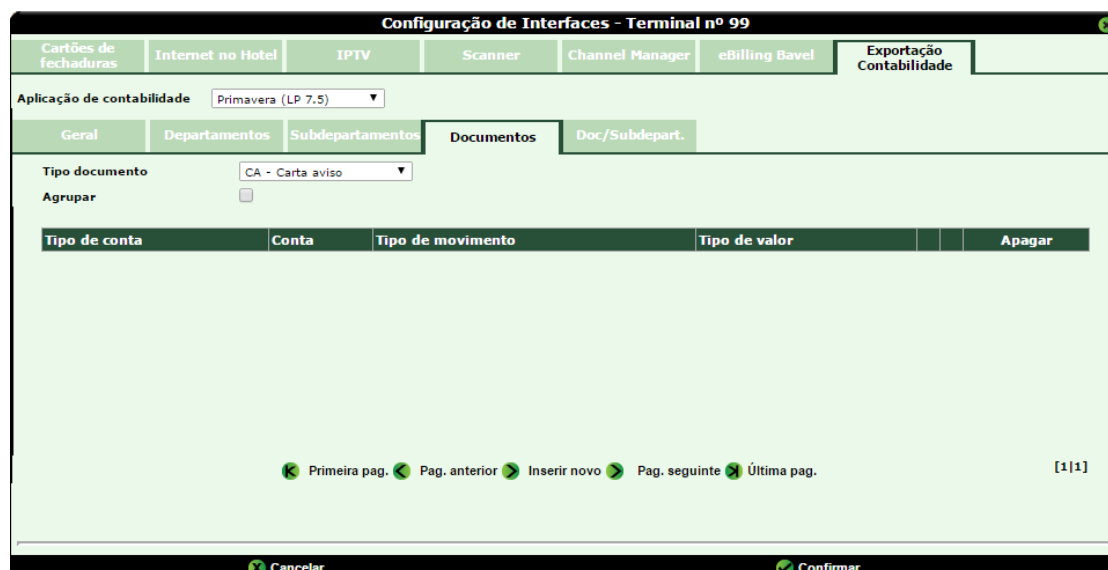 Configuração de Interfaces - Terminal nº 99
Cartões de fechaduras Internet no Hotel IPTV Scanner Channel Manager eBilling Bavel Exportação Contabilidade
Aplicação de contabilidade Primavera (LP 7.5)
Geral Departamentos Subdepartamentos Documentos Doc/Subdepart.
Tipo documento CA - Carta aviso
Agrupar
Tipo de conta Conta Tipo de movimento Tipo de valor Apagar
Primeira pag. Pag. anterior Inserir novo Pag. seguinte Última pag. [1|1]
Cancelar Confirmar